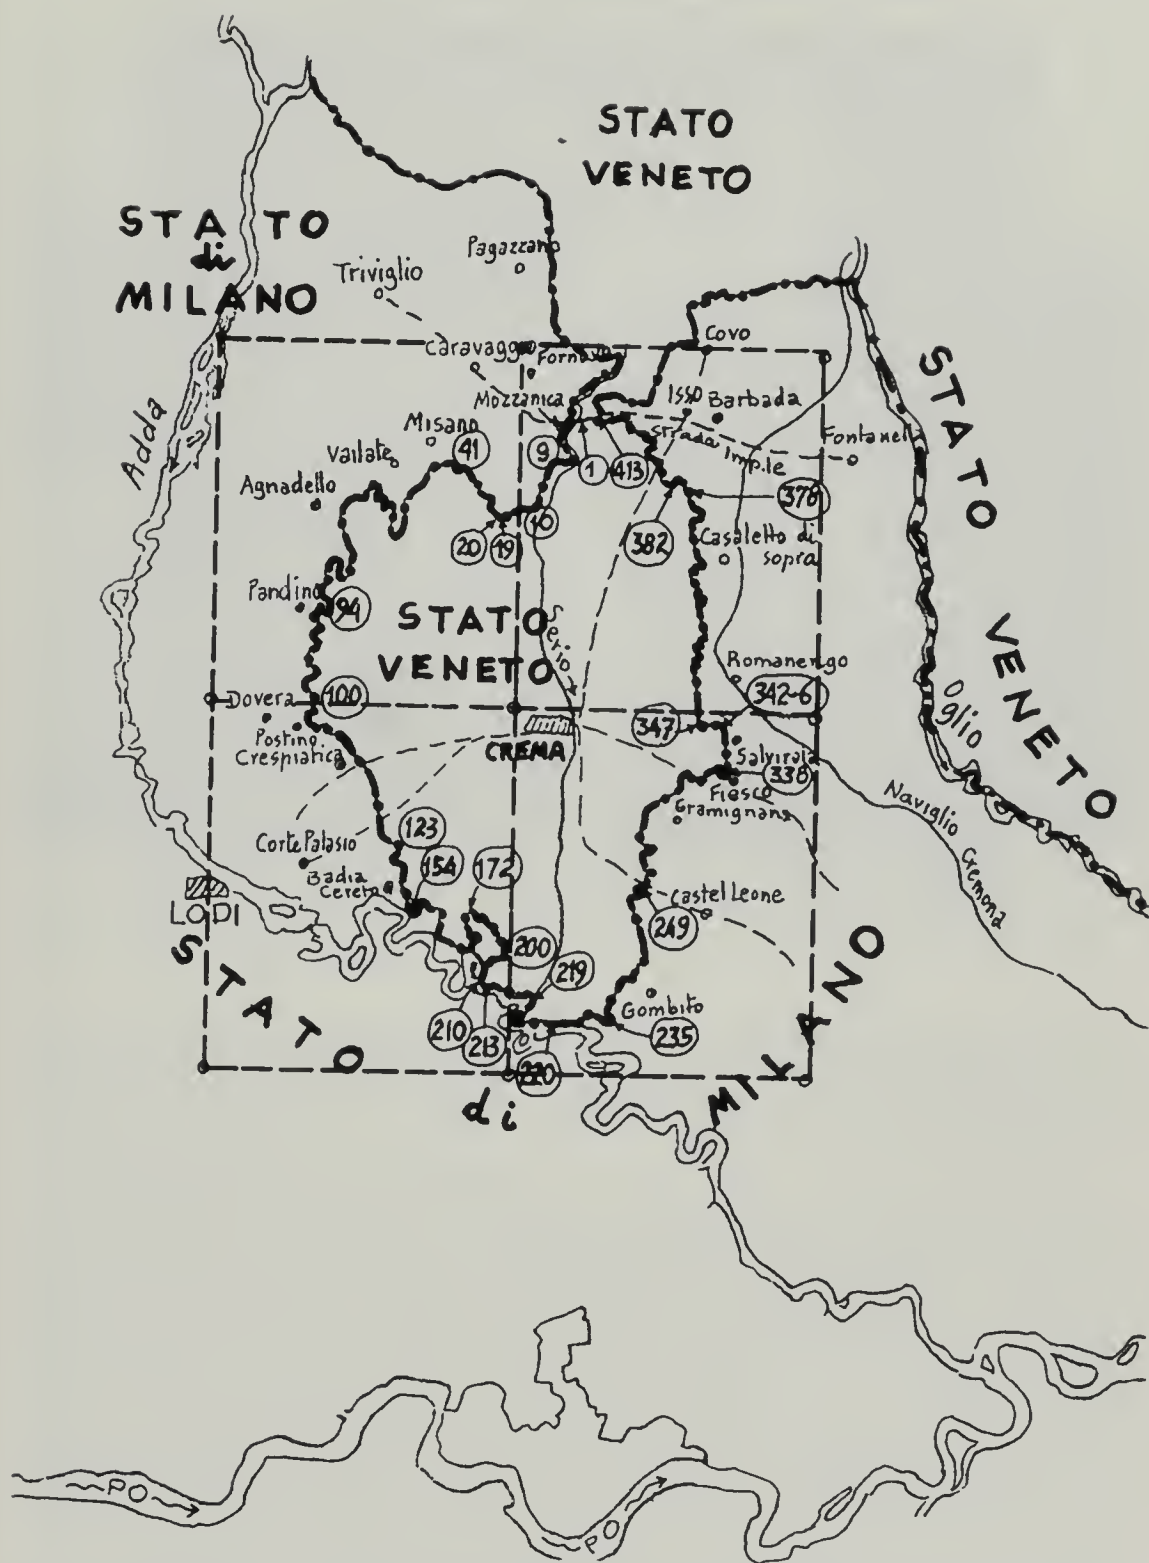 STATO
VENETO
STATO
di
MILANO
Pagazzano
Triviglio
Caravaggo
Fornovo
Covo
Mozzanica
Isso
Barbada
Misano
Vailate
Agnadello
Strada Imp.le
Fontanel
41
9
1
413
378
20
19
10
382
Casaletto di
sopra
Pandino
94
STATO
VENETO
Serio
Adda
STATO
VENETO
Oglio
Romanengo
342-6
Dovera
100
347
CREMA
Postino
Crespiatica
Salvirola
338
Fiesco
Gramignana
Naviglio
Cremona
123
Corte Palasio
154
172
Badia
Cereto
LODI
Castel Leone
249
200
219
Gombito
210
213
235
220
STATO
di
MILANO
PO
PO